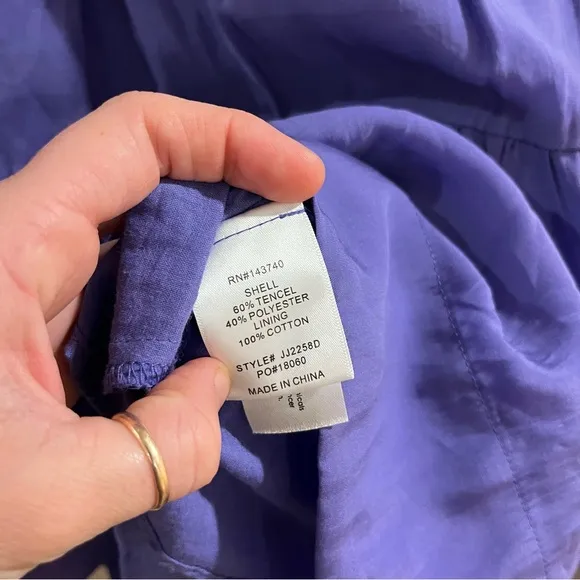 RN#143740
SHELL
60% TENCEL
40% POLYESTER
LINING
100% COTTON
STYLE# JJ2258D
PO#18060
MADE IN CHINA